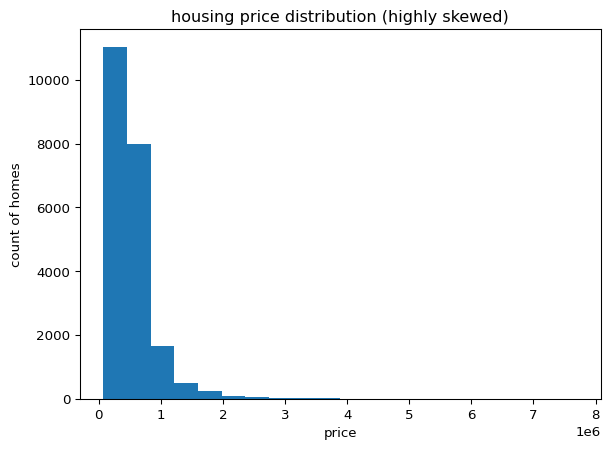 housing price distribution (highly skewed)
count of homes
10000
8000
6000
4000
2000
0
0 1 2 3 4 5 6 7 8
1e6
price